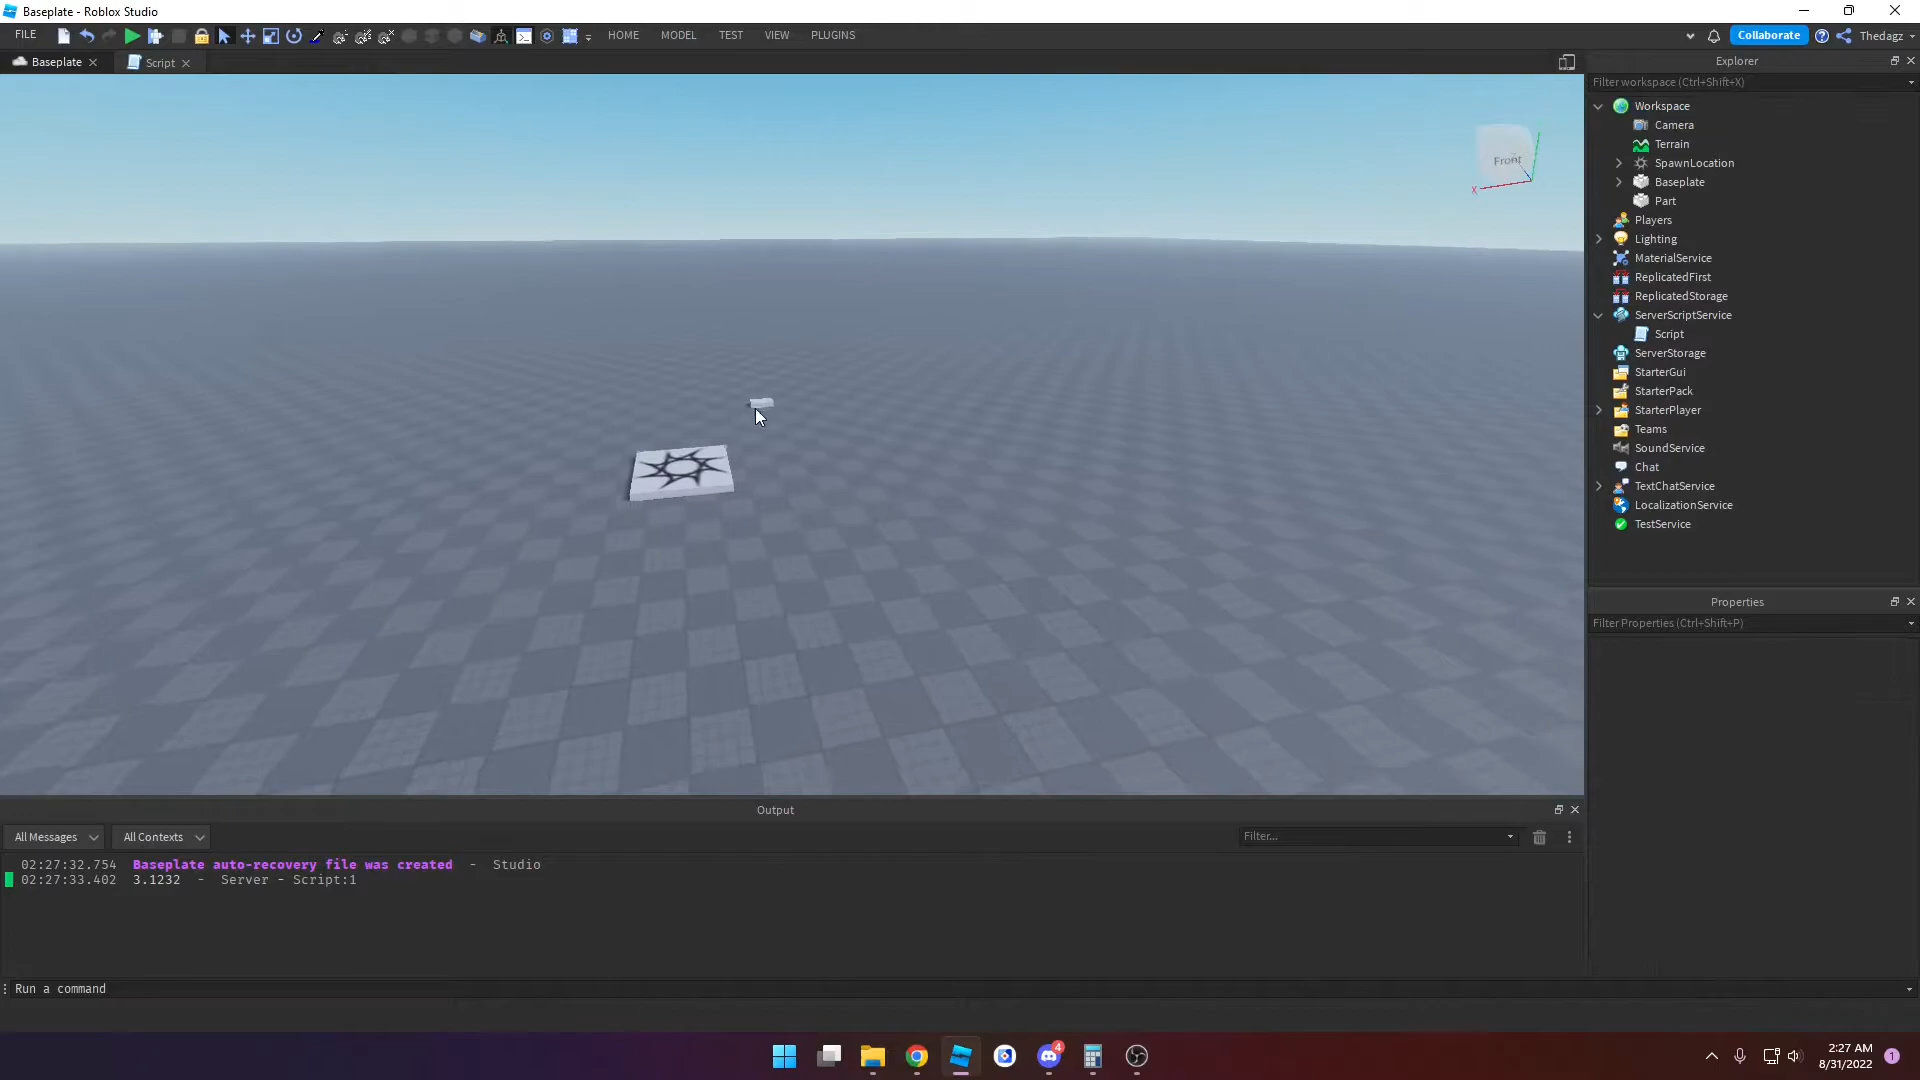 Baseplate - Roblox Studio
FILE HOME MODEL TEST VIEW PLUGINS Collaborate Thedagz
Baseplate Script
Explorer
Filter workspace (Ctrl+Shift+X)
Workspace
Camera
Terrain
SpawnLocation
Baseplate
Part
Players
Lighting
MaterialService
ReplicatedFirst
ReplicatedStorage
ServerScriptService
Script
ServerStorage
StarterGui
StarterPack
StarterPlayer
Teams
SoundService
Chat
TextChatService
LocalizationService
TestService
Front
X
Properties
Filter Properties (Ctrl+Shift+P)
Output
All Messages All Contexts Filter...
02:27:32.754 Baseplate auto-recovery file was created - Studio
02:27:33.402 3.1232 - Server - Script:1
Run a command
4
2:27 AM
8/31/2022
1